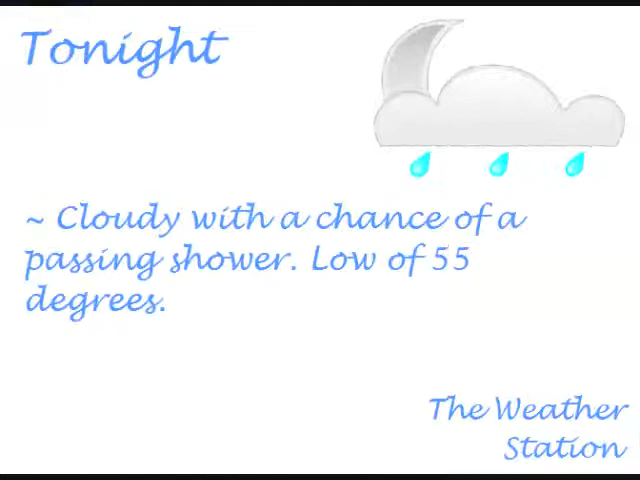 Tonight
~ Cloudy with a chance of a
passing shower. Low of 55
degrees.
The Weather
Station